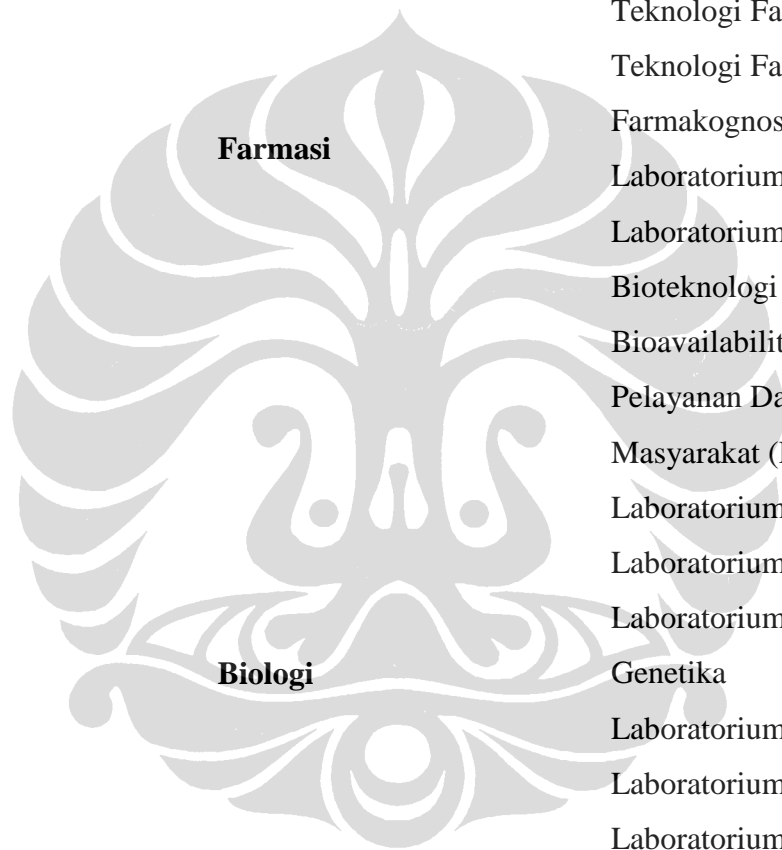 Teknologi Fa
Teknologi Fa
Farmakognos
Farmasi
Laboratorium
Laboratorium
Bioteknologi
Bioavailabilit
Pelayanan Da
Masyarakat (
Laboratorium
Laboratorium
Laboratorium
Biologi
Genetika
Laboratorium
Laboratorium
Laboratorium